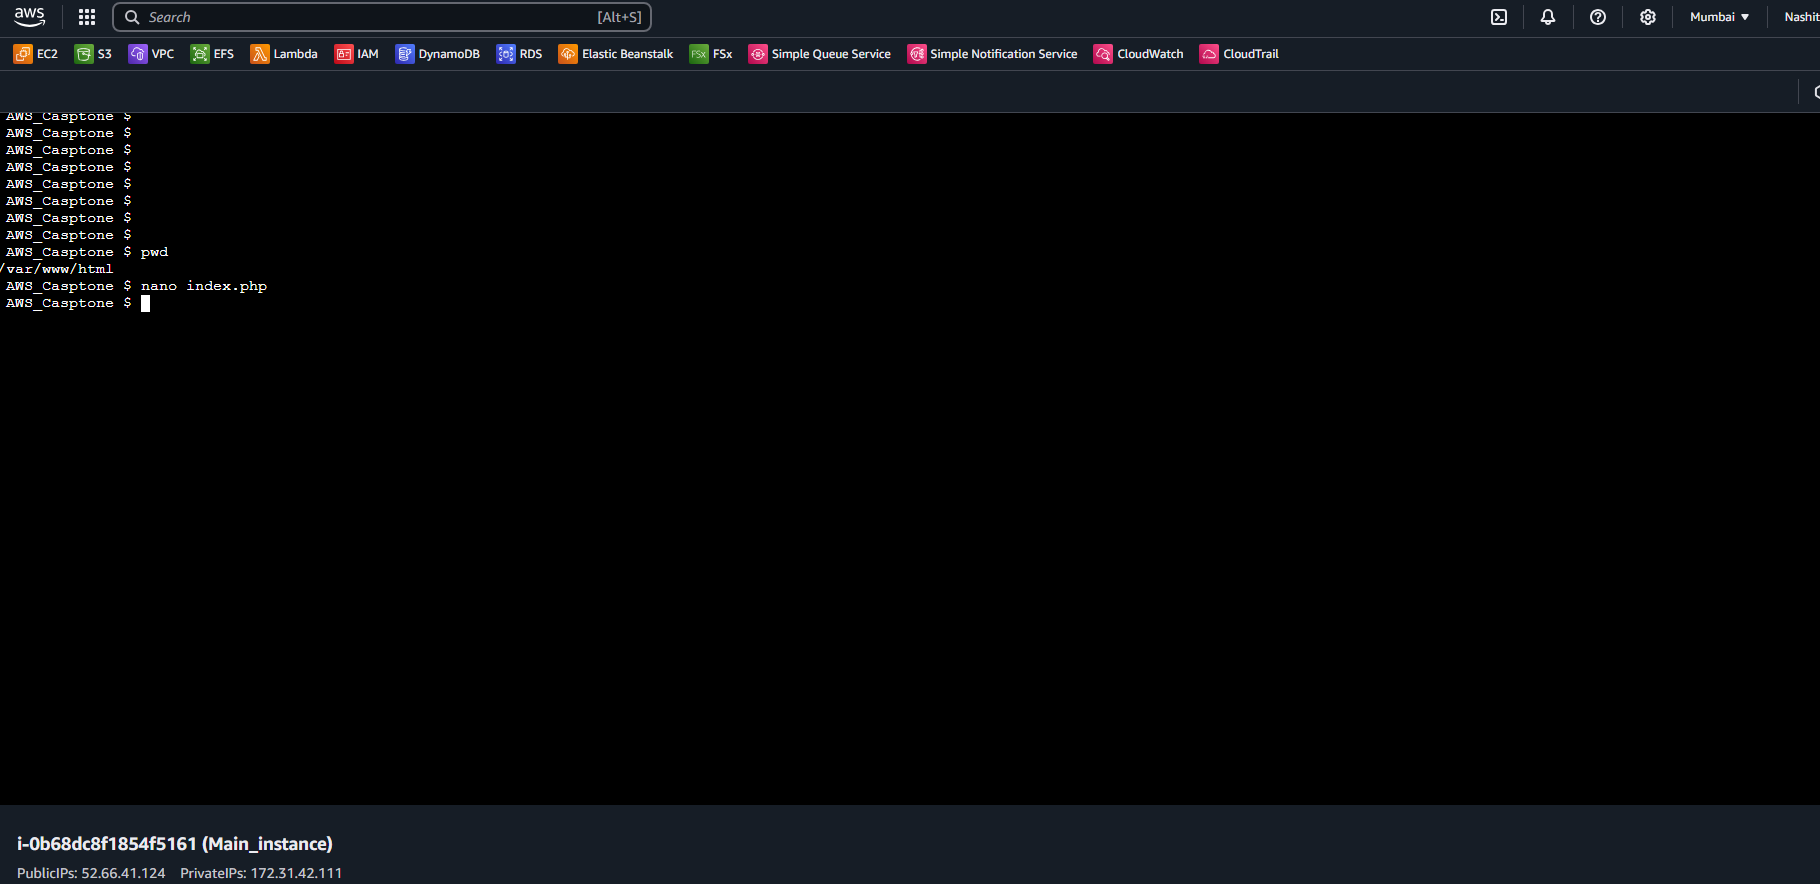 aws
Search [Alt+S]
Mumbai
Nashit
EC2 S3 VPC EFS Lambda IAM DynamoDB RDS Elastic Beanstalk FSx FSx Simple Queue Service Simple Notification Service CloudWatch CloudTrail
AWS_Casptone $
AWS_Casptone $
AWS_Casptone $
AWS_Casptone $
AWS_Casptone $
AWS_Casptone $
AWS_Casptone $
AWS_Casptone $
AWS_Casptone $ pwd
/var/www/html
AWS_Casptone $ nano index.php
AWS_Casptone $
i-0b68dc8f1854f5161 (Main_instance)
PublicIPs: 52.66.41.124 PrivateIPs: 172.31.42.111